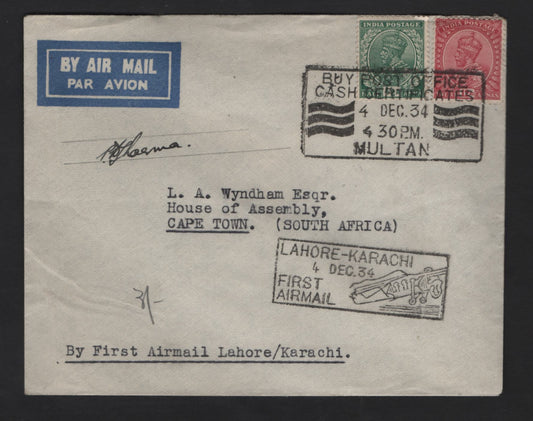 BY AIR MAIL
PAR AVION
INDIA POSTAGE
INDIA POSTAGE
BUY POST OFFICE
CASH CERTIFICATES
4 DEC. 34
4 30 P.M.
MULTAN
L. A. Wyndham Esqr.
House of Assembly,
CAPE TOWN. (SOUTH AFRICA)
LAHORE-KARACHI
4 DEC. 34
FIRST
AIRMAIL
3/-
By First Airmail Lahore/Karachi.